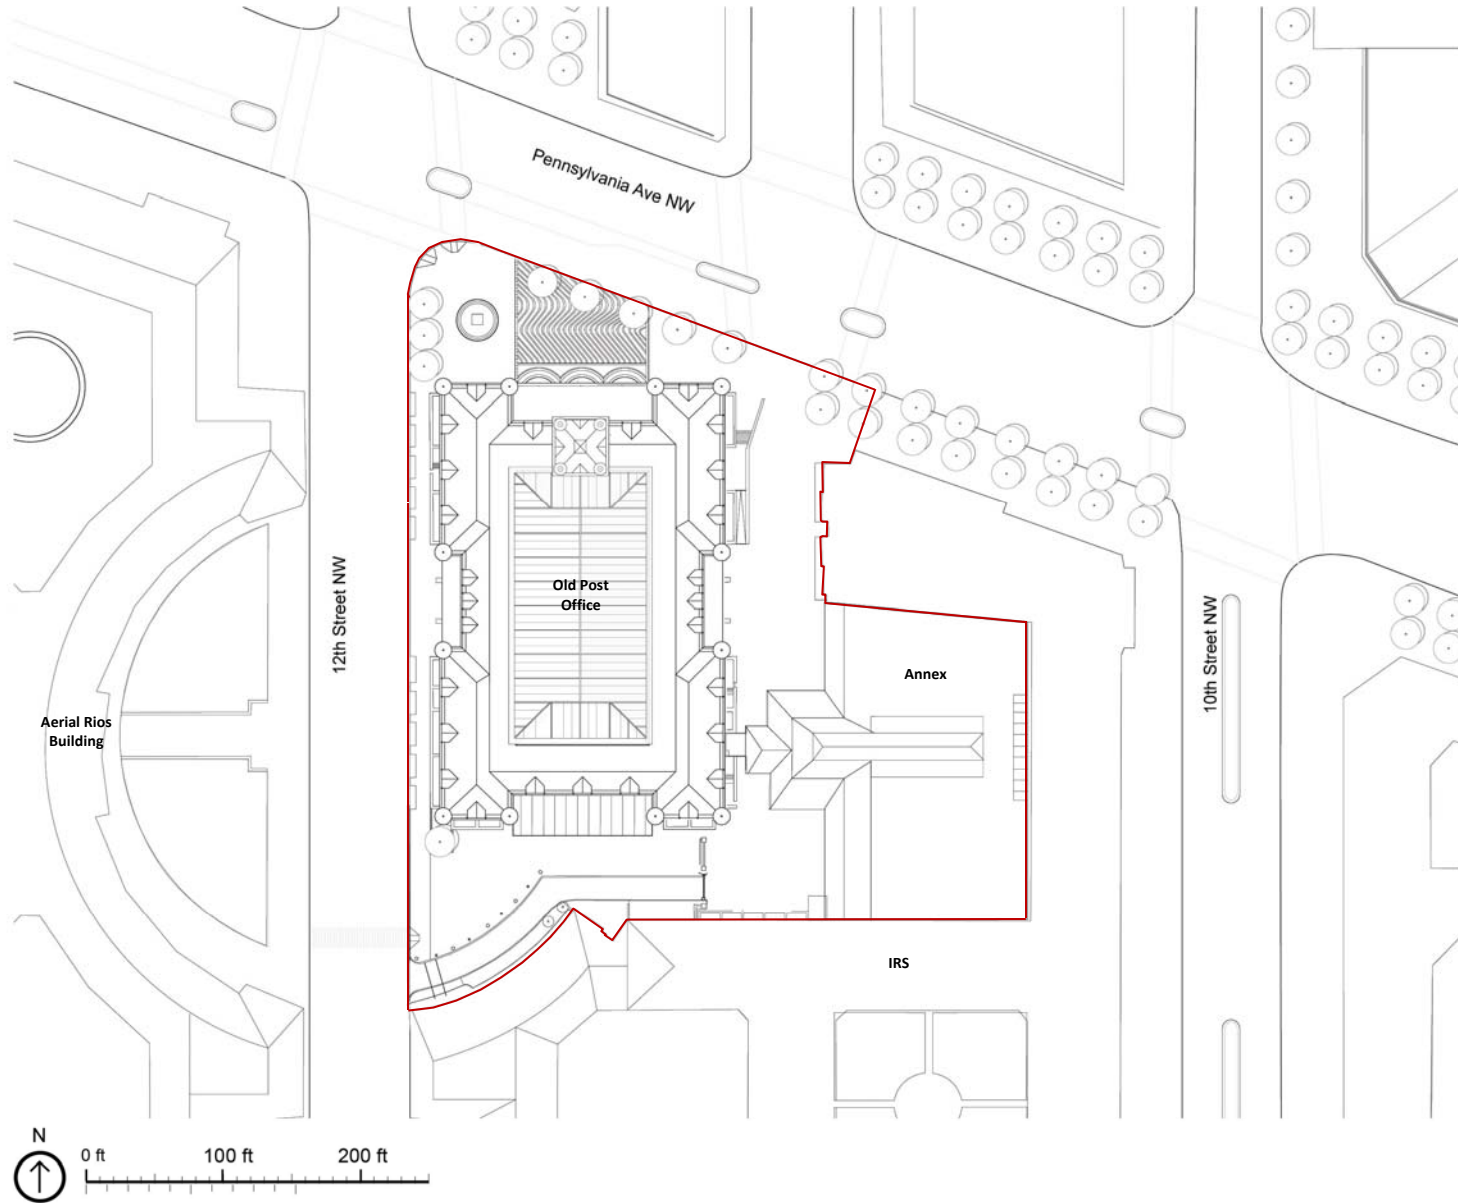 Pennsylvania Ave NW
12th Street NW
Old Post
Office
10th Street NW
Annex
Aerial Rios
Building
IRS
N
0 ft
100 ft
200 ft